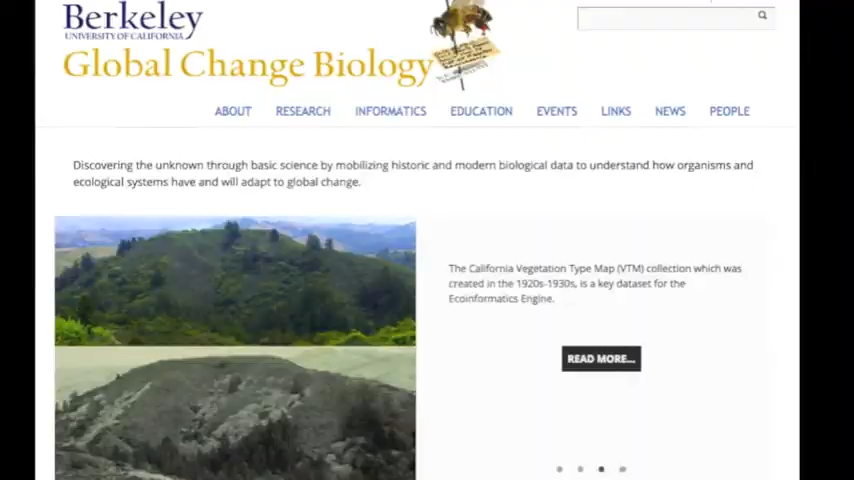 Berkeley
UNIVERSITY OF CALIFORNIA
Global Change Biology
ABOUT RESEARCH INFORMATICS EDUCATION EVENTS LINKS NEWS PEOPLE
Discovering the unknown through basic science by mobilizing historic and modern biological data to understand how organisms and
ecological systems have and will adapt to global change.
The California Vegetation Type Map (VTM) collection which was
created in the 1920s-1930s, is a key dataset for the
Ecoinformatics Engine.
READ MORE...